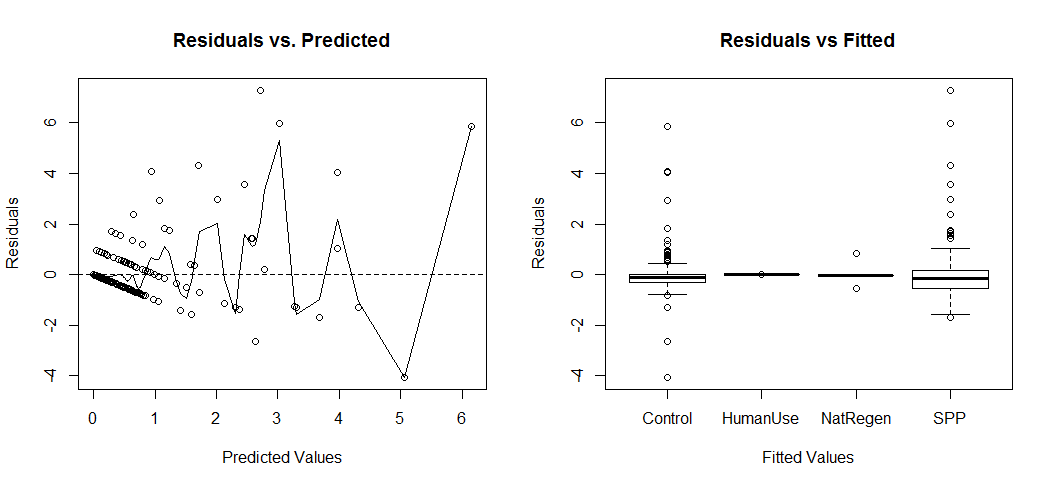 Residuals vs. Predicted
Residuals
6
4
2
0
-2
-4
0 1 2 3 4 5 6
Predicted Values
Residuals vs Fitted
Residuals
6
4
2
0
-2
-4
Control HumanUse NatRegen SPP
Fitted Values